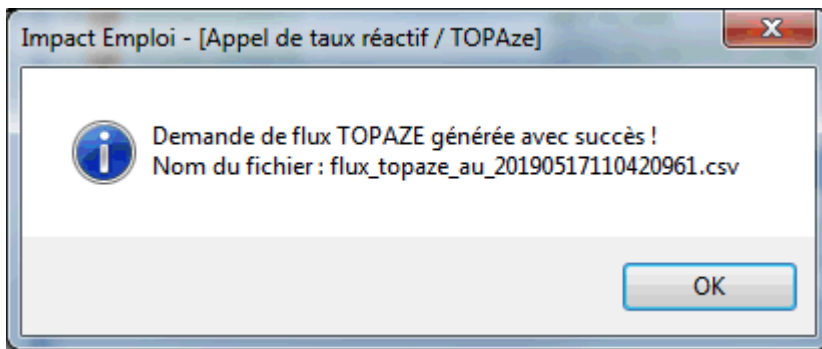 Impact Emploi - [Appel de taux réactif / TOPAze]
Demande de flux TOPAZE générée avec succès !
Nom du fichier : flux_topaze_au_20190517110420961.csv
OK